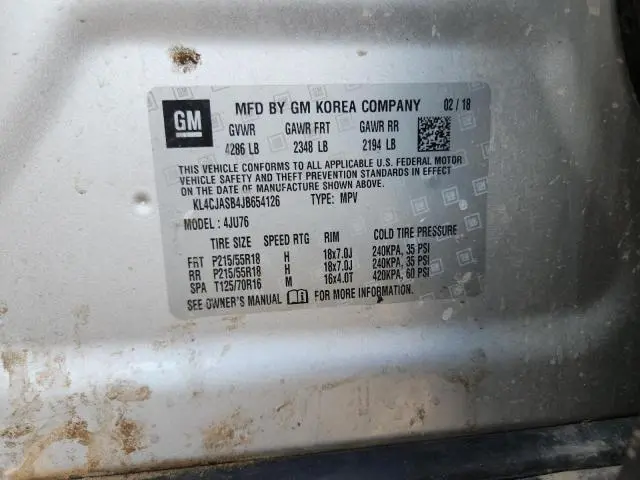 GM MFD BY GM KOREA COMPANY 02 / 18
GVWR GAWR FRT GAWR RR
4286 LB 2348 LB 2194 LB
THIS VEHICLE CONFORMS TO ALL APPLICABLE U.S. FEDERAL MOTOR
VEHICLE SAFETY AND THEFT PREVENTION STANDARDS IN EFFECT
ON THE DATE OF MANUFACTURE SHOWN ABOVE.
KL4CJASB4JB654126 TYPE: MPV
MODEL : 4JU76
TIRE SIZE SPEED RTG RIM COLD TIRE PRESSURE
FRT P215/55R18 H 18x7.0J 240KPA, 35 PSI
RR P215/55R18 H 18x7.0J 240KPA, 35 PSI
SPA T125/70R16 M 16x4.0T 420KPA, 60 PSI
SEE OWNER'S MANUAL FOR MORE INFORMATION.